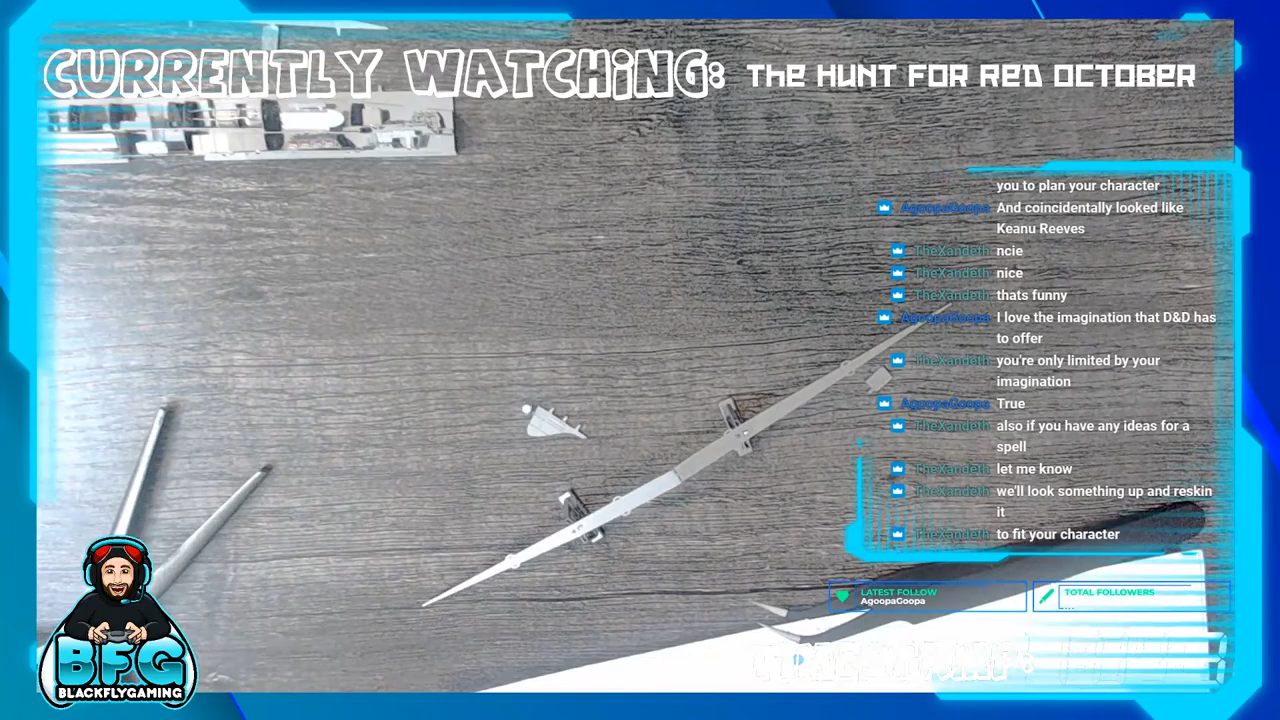 CURRENTLY WATCHING: THE HUNT FOR RED OCTOBER
you to plan your character
AgoopaGoopa And coincidentally looked like
Keanu Reeves
TheXandeth ncie
TheXandeth nice
TheXandeth thats funny
AgoopaGoopa I love the imagination that D&D has
to offer
TheXandeth you're only limited by your
imagination
AgoopaGoopa True
TheXandeth also if you have any ideas for a
spell
TheXandeth let me know
TheXandeth we'll look something up and reskin
it
TheXandeth to fit your character
LATEST FOLLOW
AgoopaGoopa
TOTAL FOLLOWERS
BFG
BLACKFLYGAMING